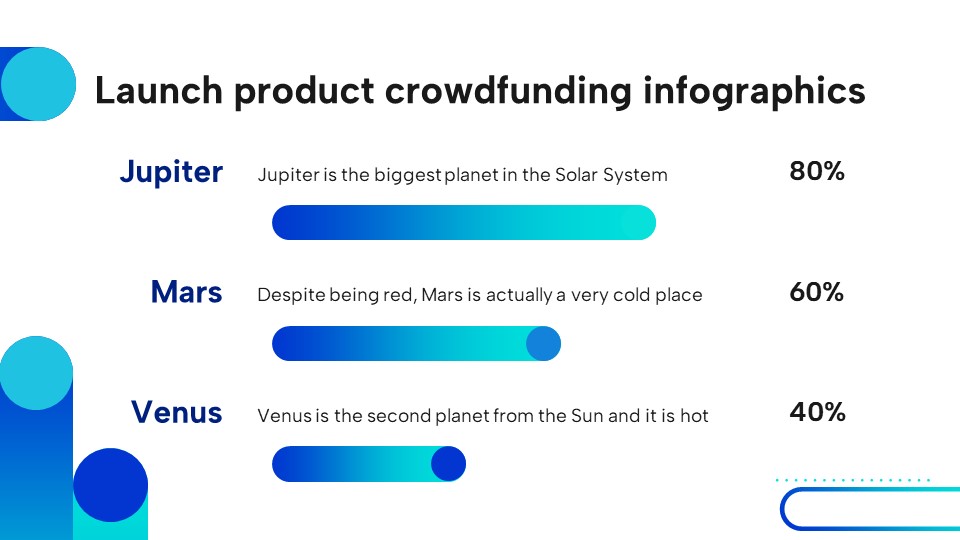 Launch product crowdfunding infographics
Jupiter Jupiter is the biggest planet in the Solar System 80%
Mars Despite being red, Mars is actually a very cold place 60%
Venus Venus is the second planet from the Sun and it is hot 40%